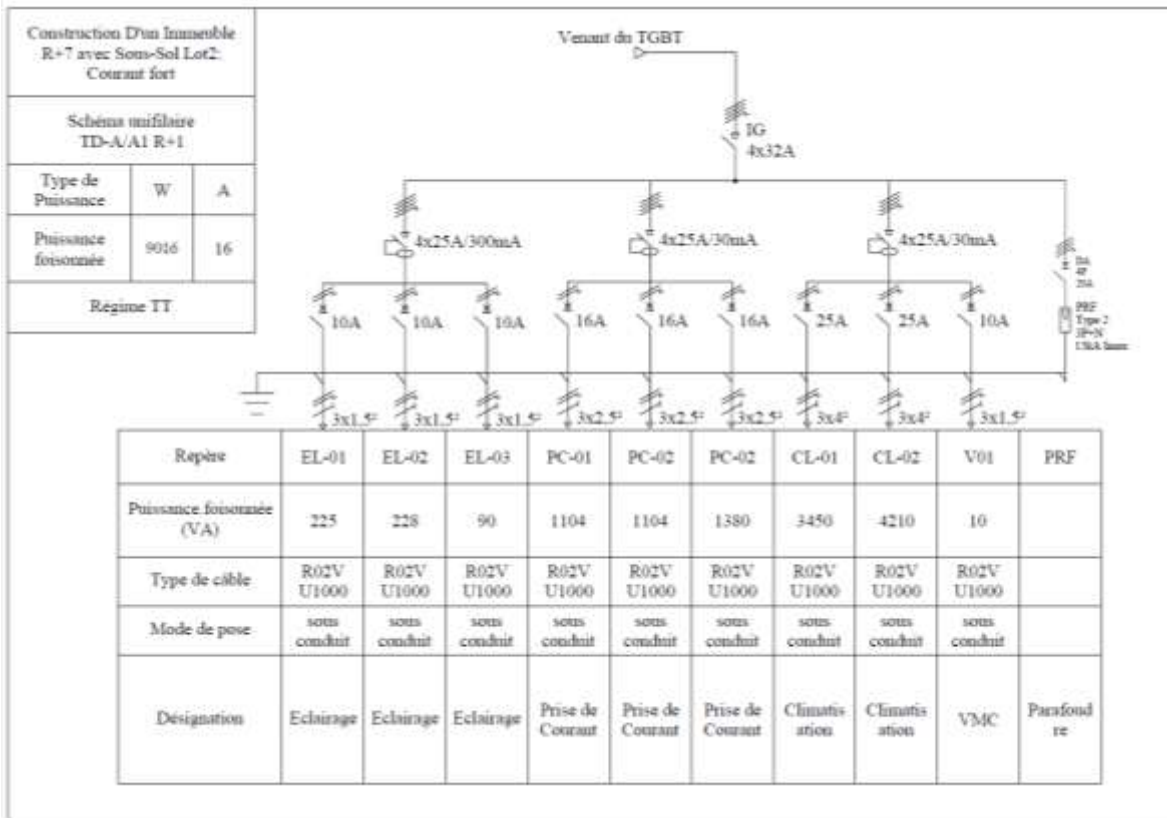 Construction D'un Immeuble
R+7 avec Sous-Sol Lot2:
Courant fort
Schéma unifilaire
TD-A/A1 R+1
Type de Puissance W A
Puissance foisonnée 9016 16
Regime TT
Venant du TGBT
IG
4x32A
4x25A/300mA 4x25A/30mA 4x25A/30mA
4P
25A
PRF
Type 2
3P+N
10A 10A 10A 16A 16A 16A 25A 25A 10A
3x1.5² 3x1.5² 3x1.5² 3x2.5² 3x2.5² 3x2.5² 3x4² 3x4² 3x1.5²
Repère EL-01 EL-02 EL-03 PC-01 PC-02 PC-02 CL-01 CL-02 V01 PRF
Puissance foisonnée (VA) 225 228 90 1104 1104 1380 3450 4210 10
Type de câble R02V U1000 R02V U1000 R02V U1000 R02V U1000 R02V U1000 R02V U1000 R02V U1000 R02V U1000 R02V U1000
Mode de pose sous conduit sous conduit sous conduit sous conduit sous conduit sous conduit sous conduit sous conduit sous conduit
Désignation Eclairage Eclairage Eclairage Prise de Courant Prise de Courant Prise de Courant Climatis ation Climatis ation VMC Parafoud re